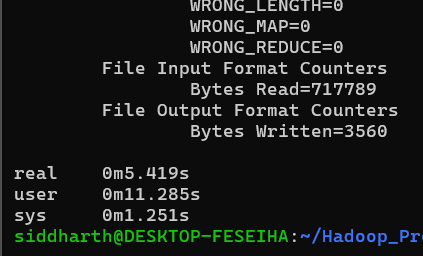 WRONG_LENGTH=0
WRONG_MAP=0
WRONG_REDUCE=0
File Input Format Counters
Bytes Read=717789
File Output Format Counters
Bytes Written=3560
real 0m5.419s
user 0m11.285s
sys 0m1.251s
siddharth@DESKTOP-FESEIHA:~/Hadoop_Pr